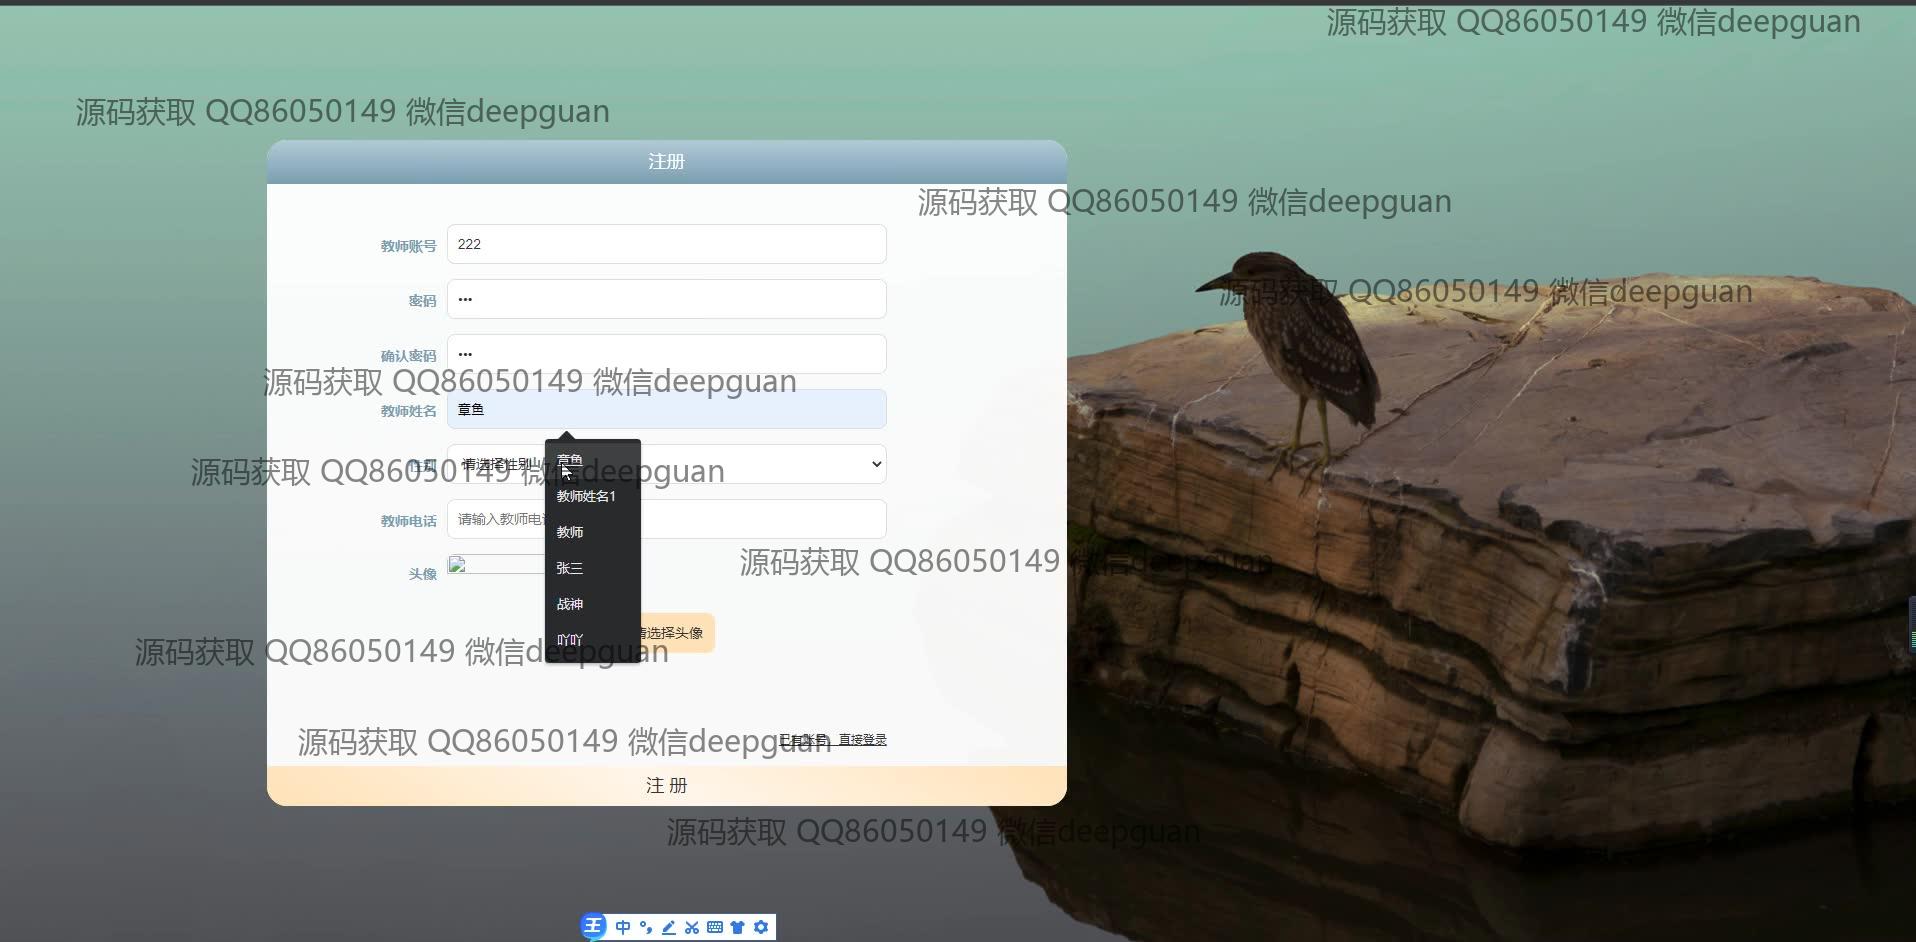 源码获取 QQ86050149 微信deepguan
源码获取 QQ86050149 微信deepguan
注册
源码获取 QQ86050149 微信deepguan
教师账号 222
源码获取 QQ86050149 微信deepguan
密码 •••
确认密码 •••
源码获取 QQ86050149 微信deepguan
教师姓名 章鱼
章鱼
性别 请选择性别
源码获取 QQ86050149 微信deepguan
教师姓名1
教师电话 请输入教师电
教师
源码获取 QQ86050149 微信deepguan
头像
张三
战神
请选择头像
吖吖
源码获取 QQ86050149 微信deepguan
源码获取 QQ86050149 微信deepguan
已有账号，直接登录
注 册
源码获取 QQ86050149 微信deepguan
王 中